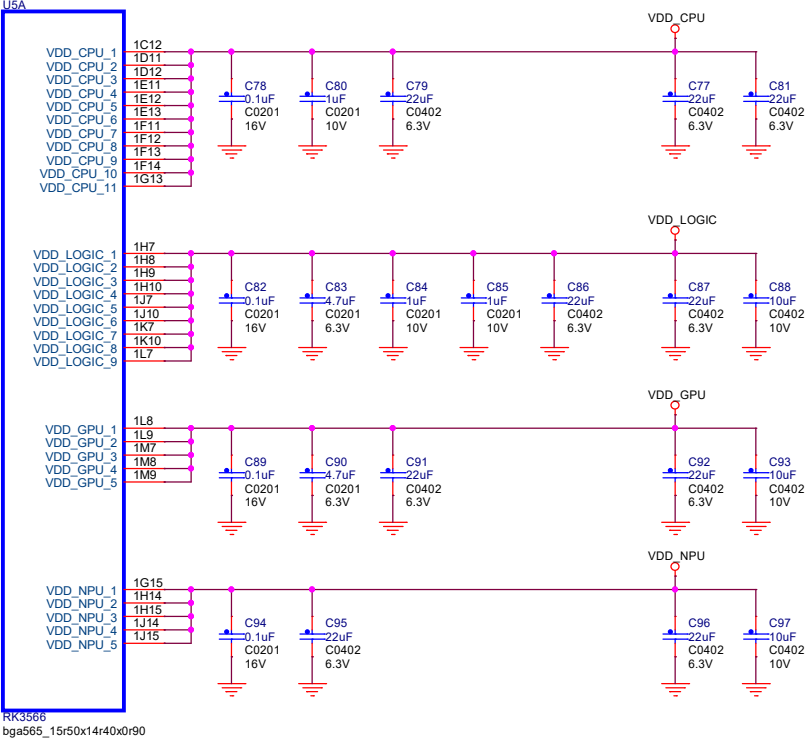 U5A
VDD_CPU
VDD_CPU_1 1C12
VDD_CPU_2 1D11
VDD_CPU_3 1D12
VDD_CPU_4 1E11
VDD_CPU_5 1E12
VDD_CPU_6 1E13
VDD_CPU_7 1F11
VDD_CPU_8 1F12
VDD_CPU_9 1F13
VDD_CPU_10 1F14
VDD_CPU_11 1G13
C78
0.1uF
C0201
16V
C80
1uF
C0201
10V
C79
22uF
C0402
6.3V
C77
22uF
C0402
6.3V
C81
22uF
C0402
6.3V
VDD_LOGIC
VDD_LOGIC_1 1H7
VDD_LOGIC_2 1H8
VDD_LOGIC_3 1H9
VDD_LOGIC_4 1H10
VDD_LOGIC_5 1J7
VDD_LOGIC_6 1J10
VDD_LOGIC_7 1K7
VDD_LOGIC_8 1K10
VDD_LOGIC_9 1L7
C82
0.1uF
C0201
16V
C83
4.7uF
C0201
6.3V
C84
1uF
C0201
10V
C85
1uF
C0201
10V
C86
22uF
C0402
6.3V
C87
22uF
C0402
6.3V
C88
10uF
C0402
10V
VDD_GPU
VDD_GPU_1 1L8
VDD_GPU_2 1L9
VDD_GPU_3 1M7
VDD_GPU_4 1M8
VDD_GPU_5 1M9
C89
0.1uF
C0201
16V
C90
4.7uF
C0201
6.3V
C91
22uF
C0402
6.3V
C92
22uF
C0402
6.3V
C93
10uF
C0402
10V
VDD_NPU
VDD_NPU_1 1G15
VDD_NPU_2 1H14
VDD_NPU_3 1H15
VDD_NPU_4 1J14
VDD_NPU_5 1J15
C94
0.1uF
C0201
16V
C95
22uF
C0402
6.3V
C96
22uF
C0402
6.3V
C97
10uF
C0402
10V
RK3566
bga565_15r50x14r40x0r90